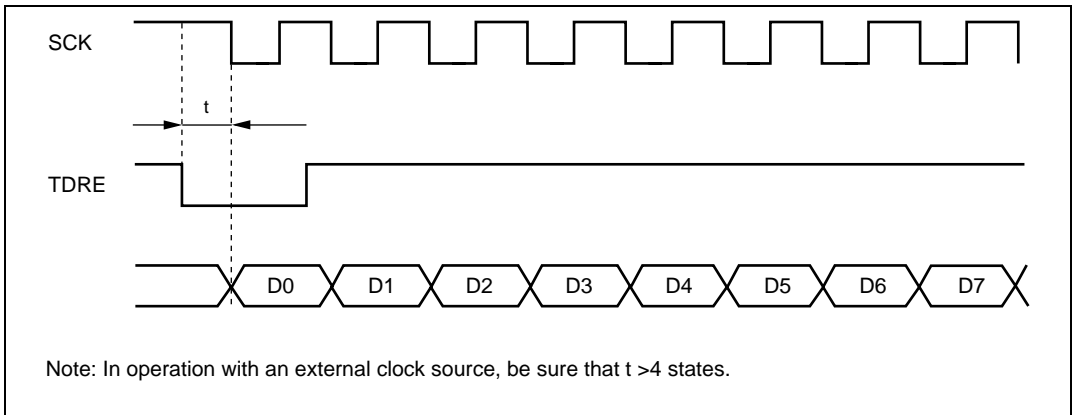 SCK
t
TDRE
D0 D1 D2 D3 D4 D5 D6 D7
Note: In operation with an external clock source, be sure that t >4 states.